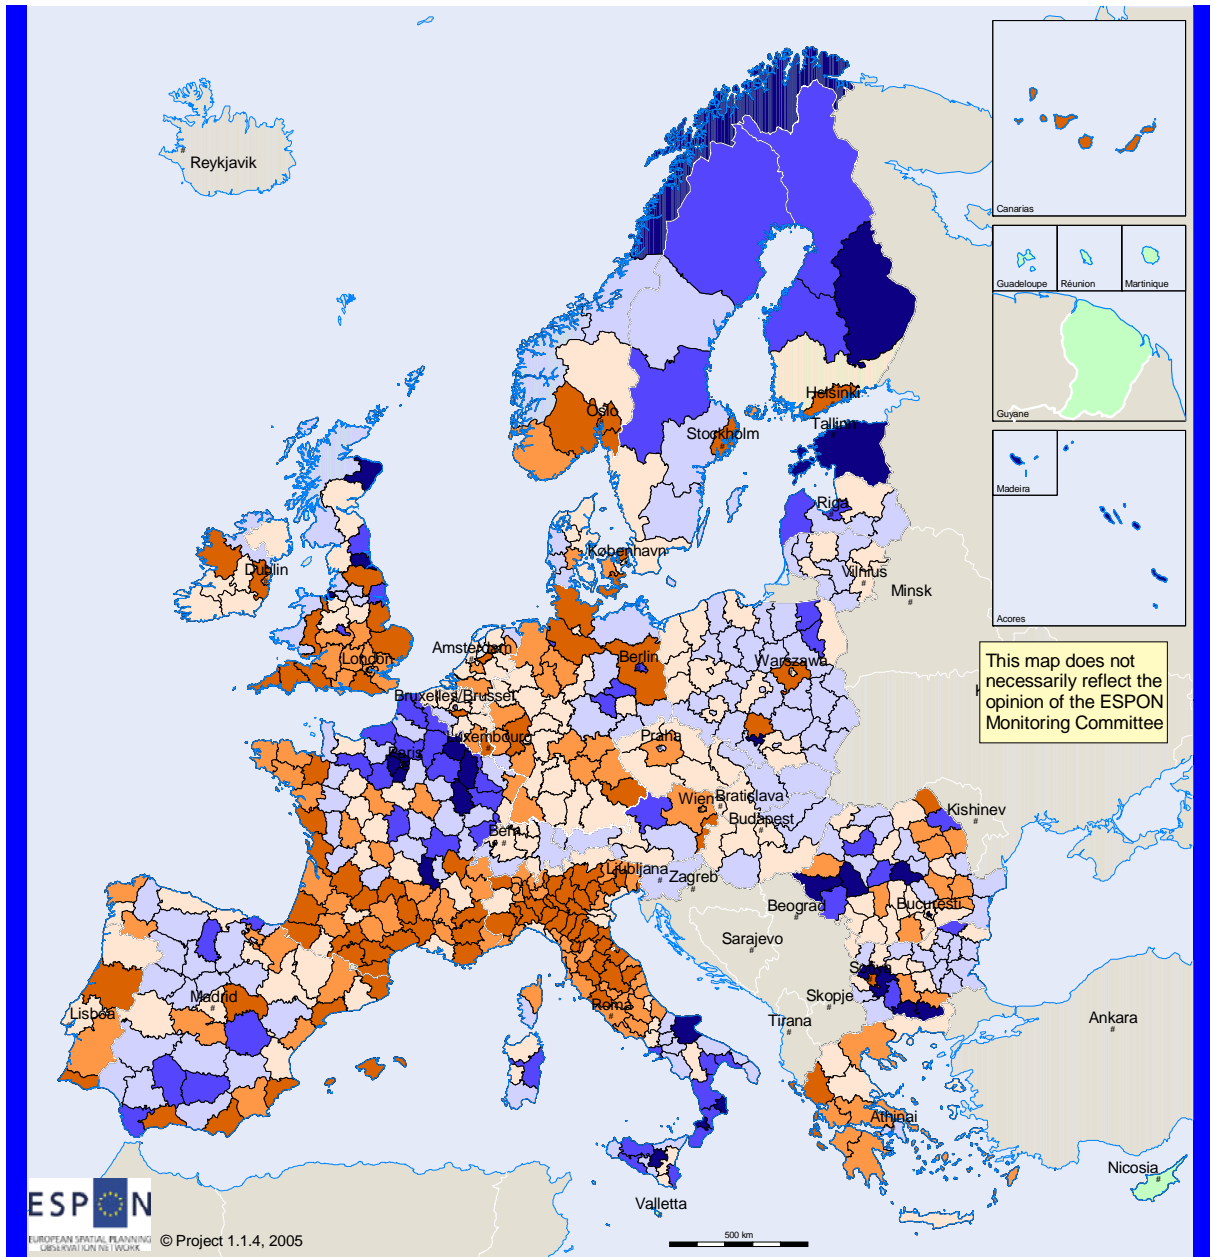 Reykjavik
Canarias
Guadeloupe
Réunion
Martinique
Guyane
Madeira
Acores
Oslo
Helsinki
Tallinn
Stockholm
Riga
København
Dublin
Vilnius
Minsk
Amsterdam
Berlin
Warszawa
London
Bruxelles/Brussel
This map does not
necessarily reflect the
opinion of the ESPON
Monitoring Committee
Luxembourg
Praha
Paris
Wien
Bratislava
Kishinev
Budapest
Bern
Ljubljana
Zagreb
Beograd
Bucuresti
Sarajevo
Sofia
Madrid
Lisboa
Roma
Skopje
Tirana
Ankara
Athinai
Nicosia
Valletta
ESPON
EUROPEAN SPATIAL PLANNING
OBSERVATION NETWORK
© Project 1.1.4, 2005
500 km